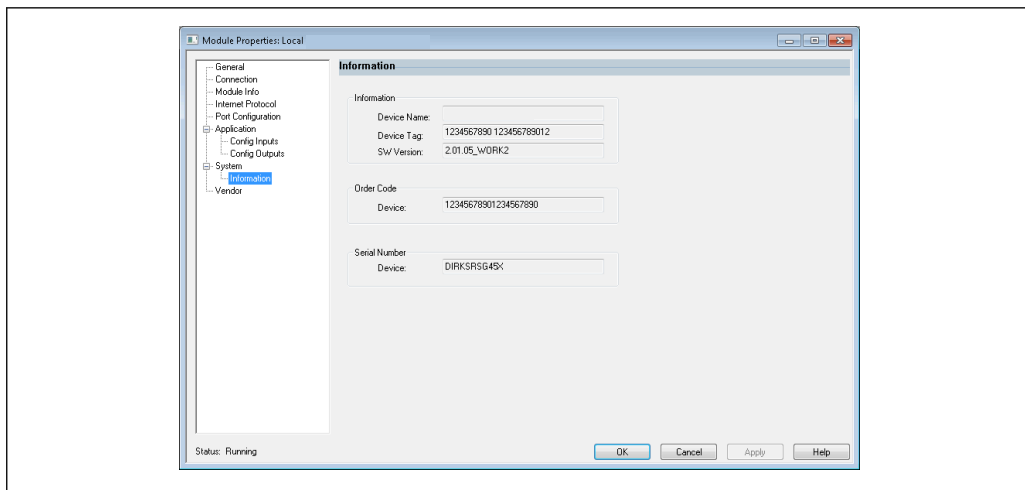 Module Properties: Local
General
Connection
Module Info
Internet Protocol
Port Configuration
Application
Config Inputs
Config Outputs
System
Information
Vendor
Information
Information
Device Name:
Device Tag: 1234567890 123456789012
SW Version: 2.01.05_WORK2
Order Code
Device: 12345678901234567890
Serial Number
Device: DIRKSRSG45X
Status: Running
OK Cancel Apply Help